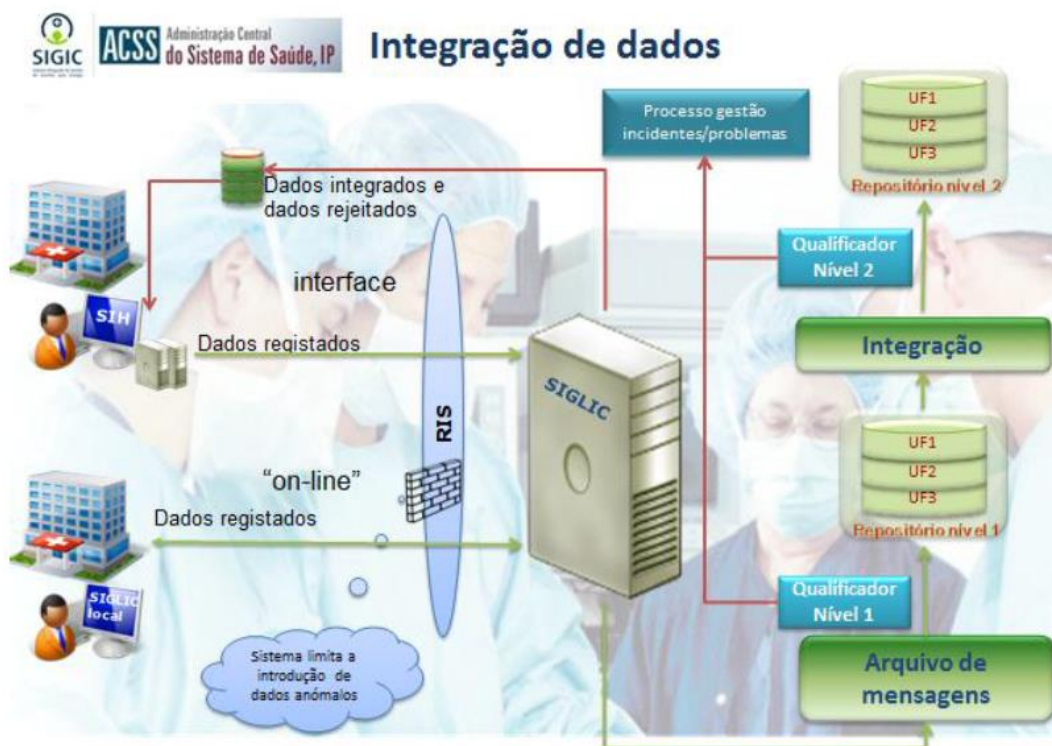 SIGIC
ACSS
Administração Central
do Sistema de Saúde, IP
Integração de dados
Processo gestão
incidentes/problemas
UF1
UF2
UF3
Repositório nível 2
Dados integrados e
dados rejeitados
Qualificador
Nível 2
interface
SIH
Dados registados
Integração
SIGLIC
RIS
UF1
UF2
UF3
Repositório nível 1
“on-line”
Dados registados
Qualificador
Nível 1
SIGLIC
local
Sistema limita a
introdução de
dados anómalos
Arquivo de
mensagens